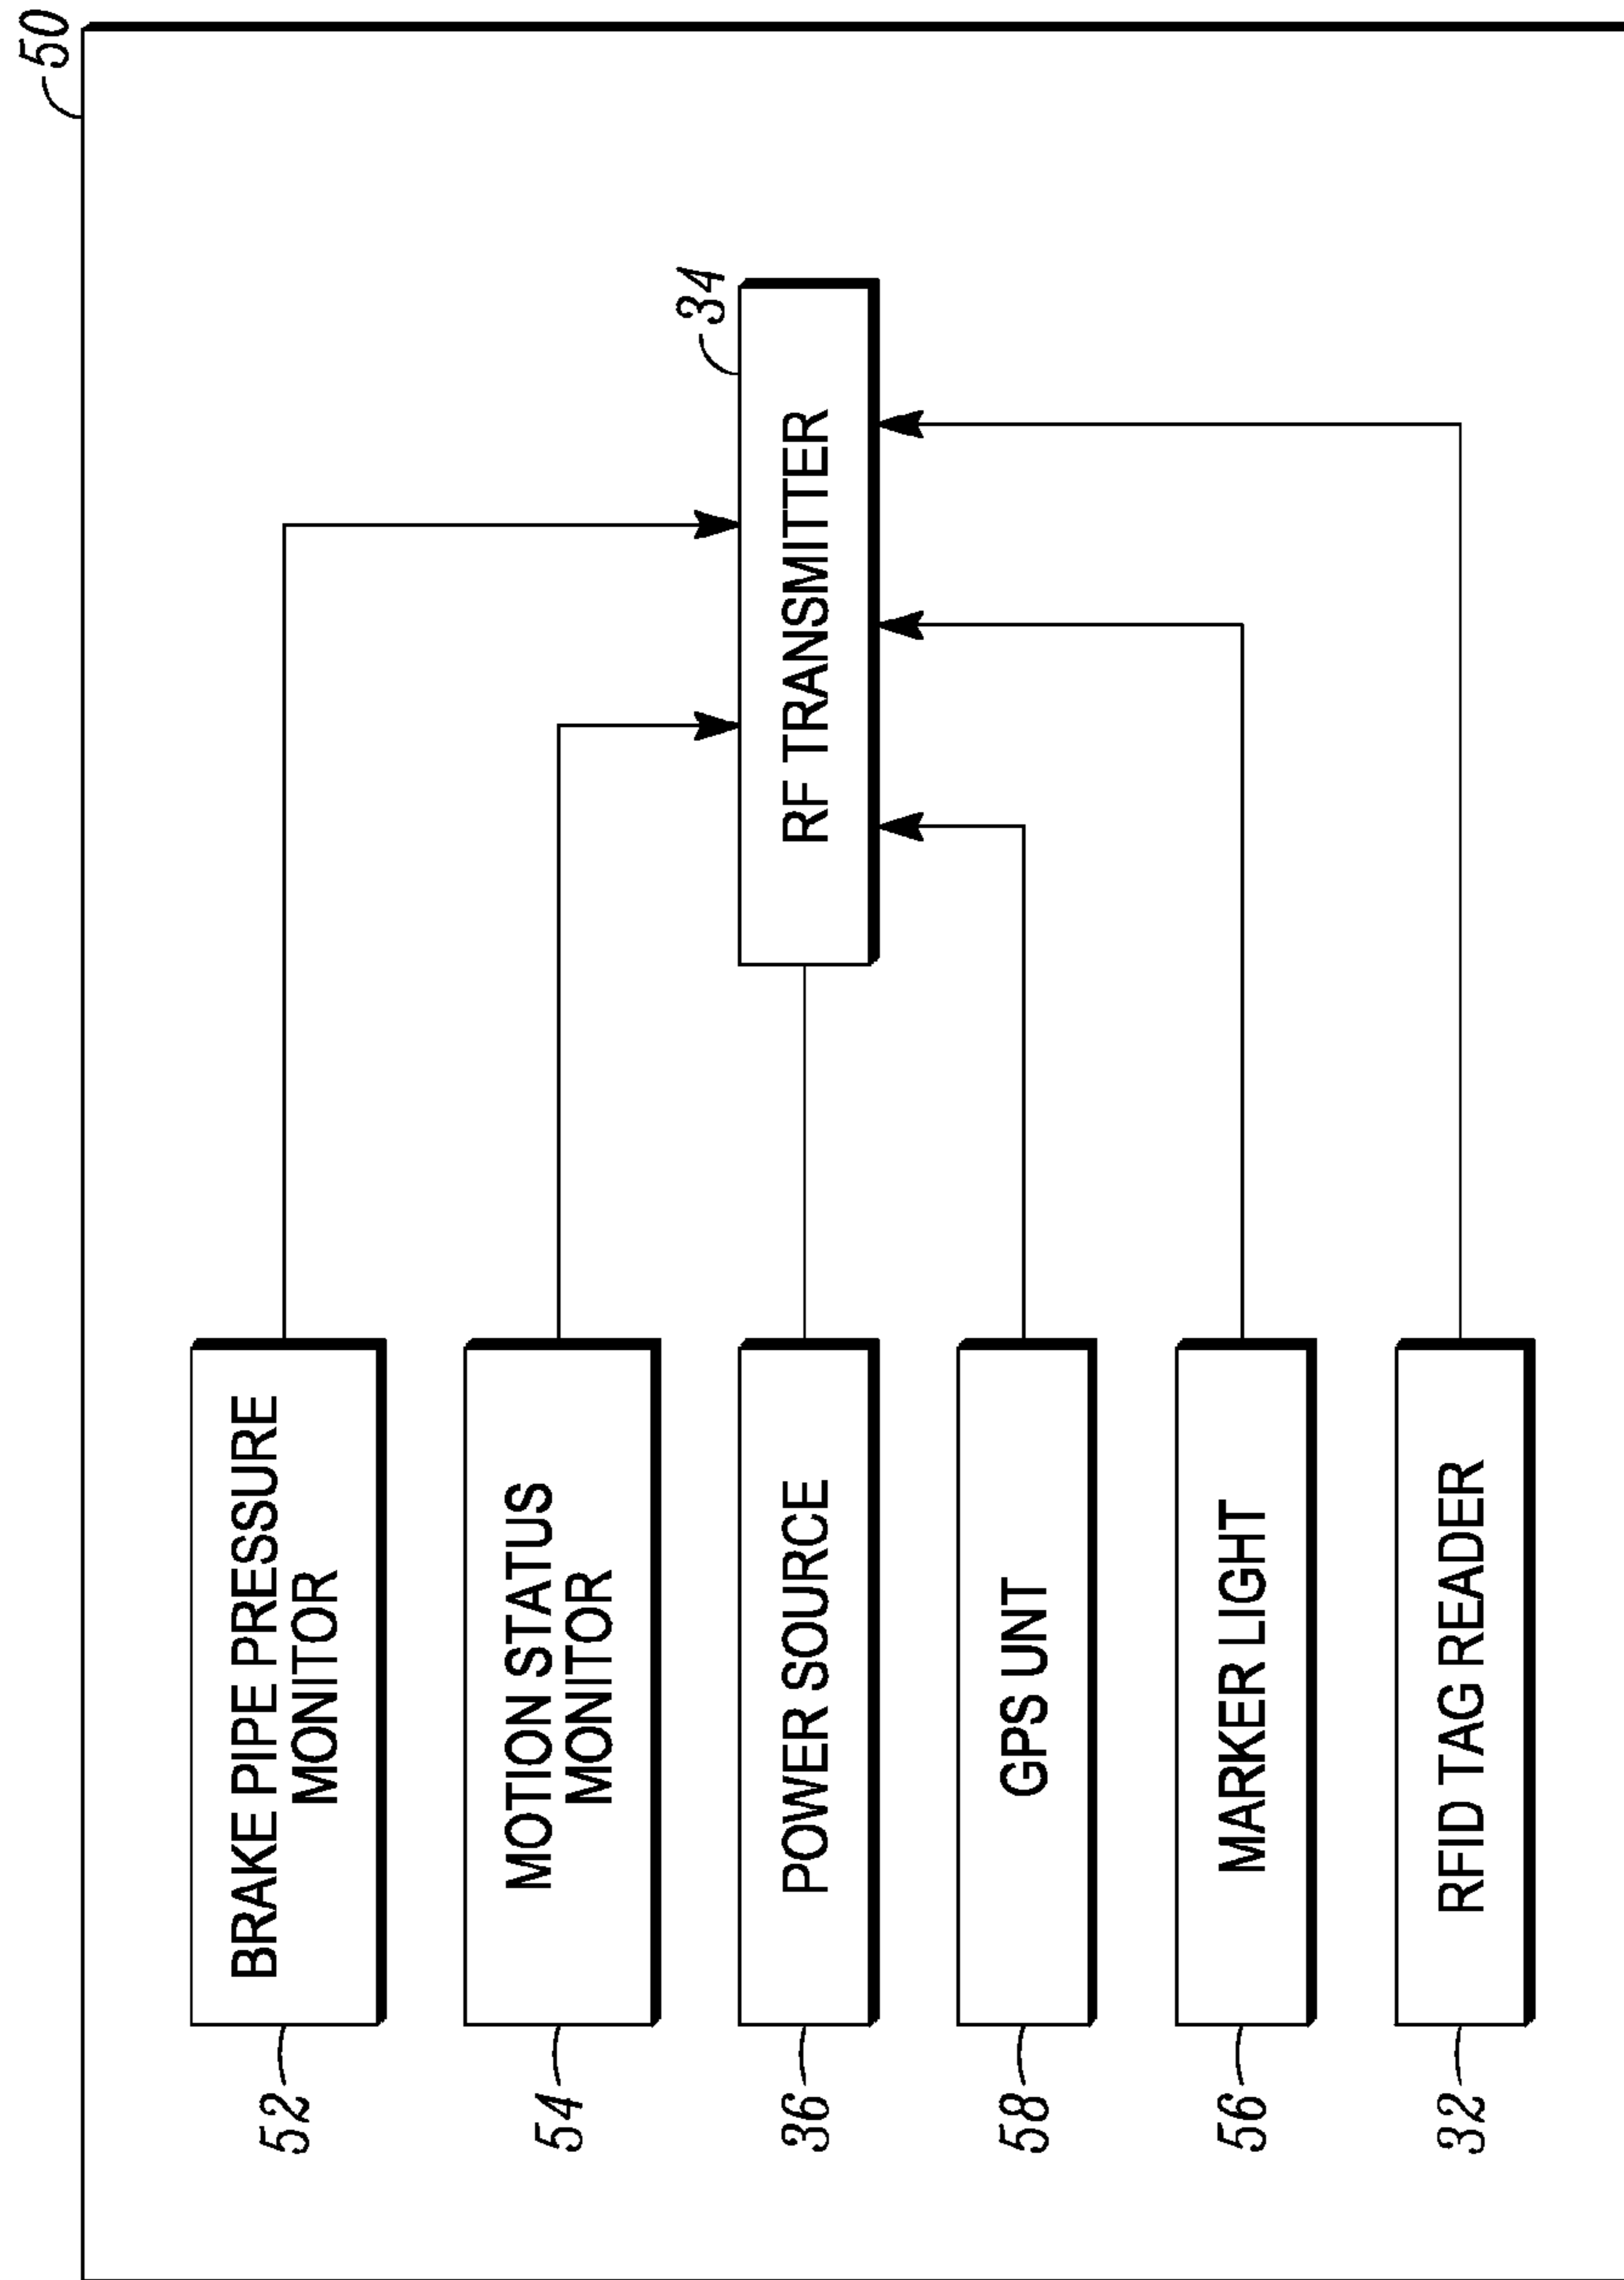 50
52
BRAKE PIPE PRESSURE
MONITOR
54
MOTION STATUS
MONITOR
36
POWER SOURCE
34
RF TRANSMITTER
58
GPS UNT
56
MARKER LIGHT
32
RFID TAG READER